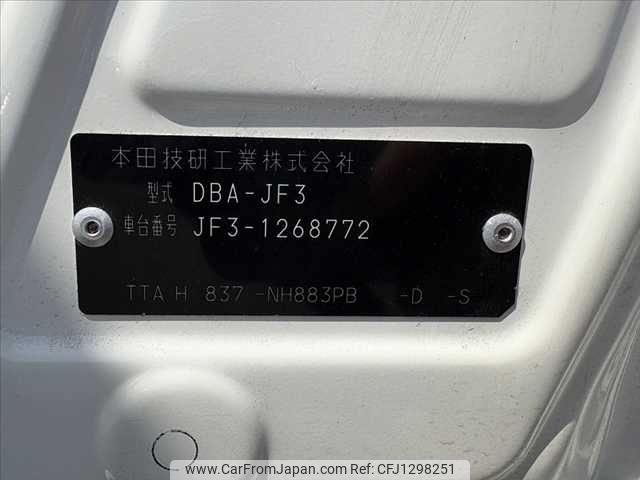 本田技研工業株式会社
型式 DBA-JF3
車台番号 JF3-1268772
TTA H 837 -NH883PB -D -S
www.CarFromJapan.com - CFJ1298251